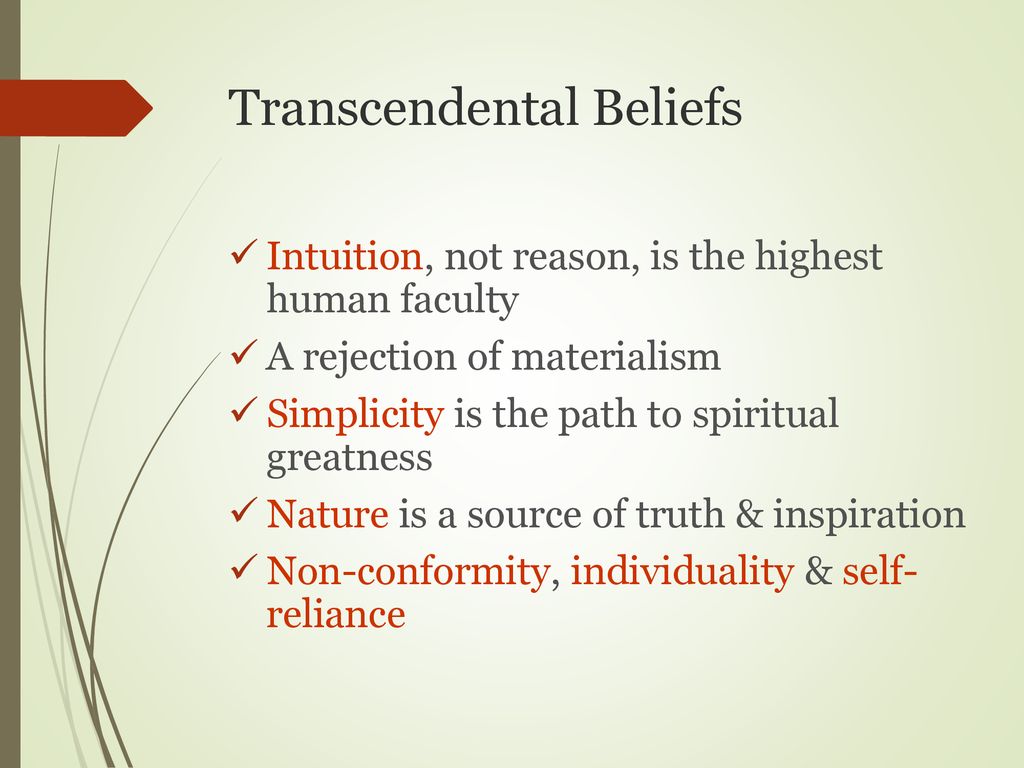 Transcendental Beliefs
✓ Intuition, not reason, is the highest
human faculty
✓ A rejection of materialism
✓ Simplicity is the path to spiritual
greatness
✓ Nature is a source of truth & inspiration
✓ Non-conformity, individuality & self-
reliance